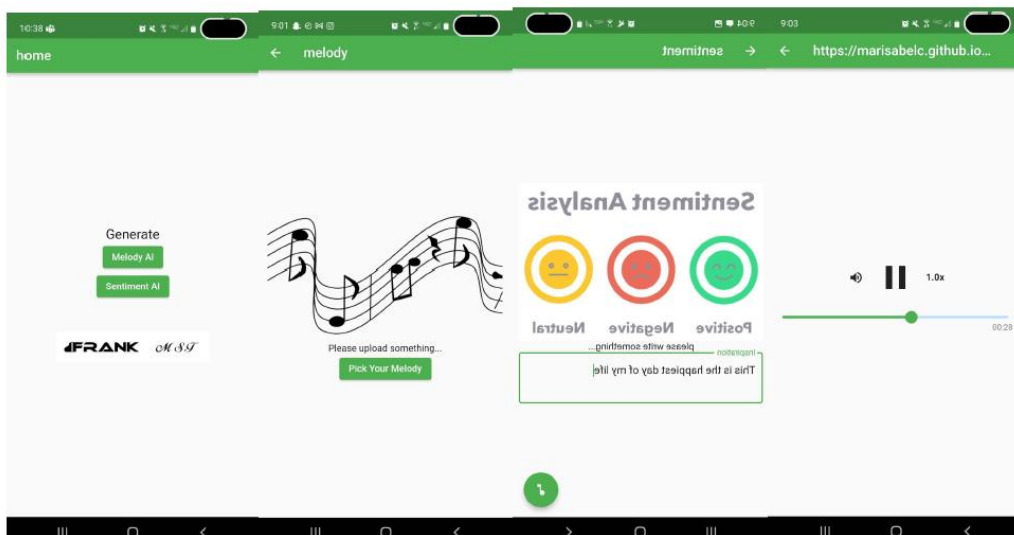 10:38
home
Generate
Melody AI
Sentiment AI
FRANK MST
9:01
melody
Please upload something...
Pick Your Melody
9:04
sentiment
Sentiment Analysis
Positive Negative Neutral
please write something...
Inspiration
This is the happiest day of my life
9:03
https://marisabelc.github.io...
1.0x
00:28